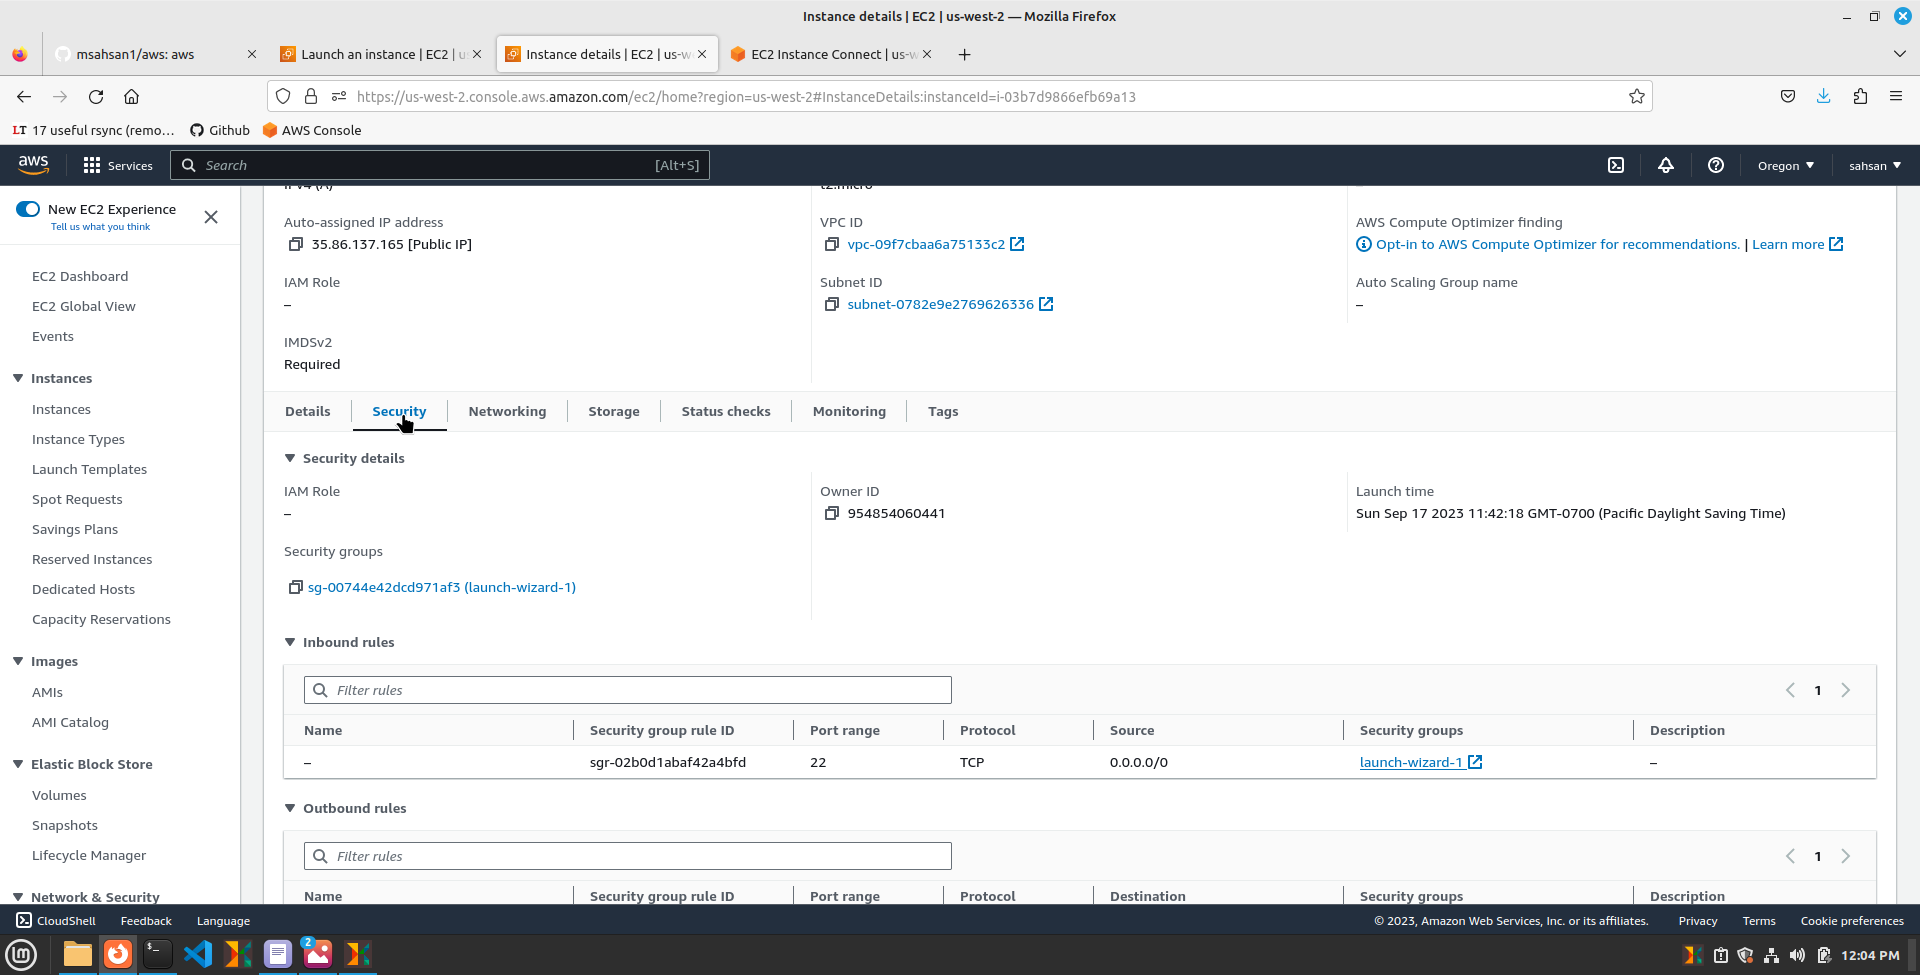 Instance details | EC2 | us-west-2 — Mozilla Firefox
msahsan1/aws: aws
Launch an instance | EC2 | us
Instance details | EC2 | us-w
EC2 Instance Connect | us-w
https://us-west-2.console.aws.amazon.com/ec2/home?region=us-west-2#InstanceDetails:instanceId=i-03b7d9866efb69a13
LT 17 useful rsync (remo… Github AWS Console
aws Services Search [Alt+S] Oregon sahsan
New EC2 Experience
Tell us what you think
EC2 Dashboard
EC2 Global View
Events
Instances
Instances
Instance Types
Launch Templates
Spot Requests
Savings Plans
Reserved Instances
Dedicated Hosts
Capacity Reservations
Images
AMIs
AMI Catalog
Elastic Block Store
Volumes
Snapshots
Lifecycle Manager
Network & Security
IPv4 (A) t2.micro –
Auto-assigned IP address VPC ID AWS Compute Optimizer finding
35.86.137.165 [Public IP] vpc-09f7cbaa6a75133c2 Opt-in to AWS Compute Optimizer for recommendations. | Learn more
IAM Role Subnet ID Auto Scaling Group name
– subnet-0782e9e2769626336 –
IMDSv2
Required
Details Security Networking Storage Status checks Monitoring Tags
Security details
IAM Role Owner ID Launch time
– 954854060441 Sun Sep 17 2023 11:42:18 GMT-0700 (Pacific Daylight Saving Time)
Security groups
sg-00744e42dcd971af3 (launch-wizard-1)
Inbound rules
Filter rules 1
Name Security group rule ID Port range Protocol Source Security groups Description
– sgr-02b0d1abaf42a4bfd 22 TCP 0.0.0.0/0 launch-wizard-1 –
Outbound rules
Filter rules 1
Name Security group rule ID Port range Protocol Destination Security groups Description
CloudShell Feedback Language © 2023, Amazon Web Services, Inc. or its affiliates. Privacy Terms Cookie preferences
2 12:04 PM